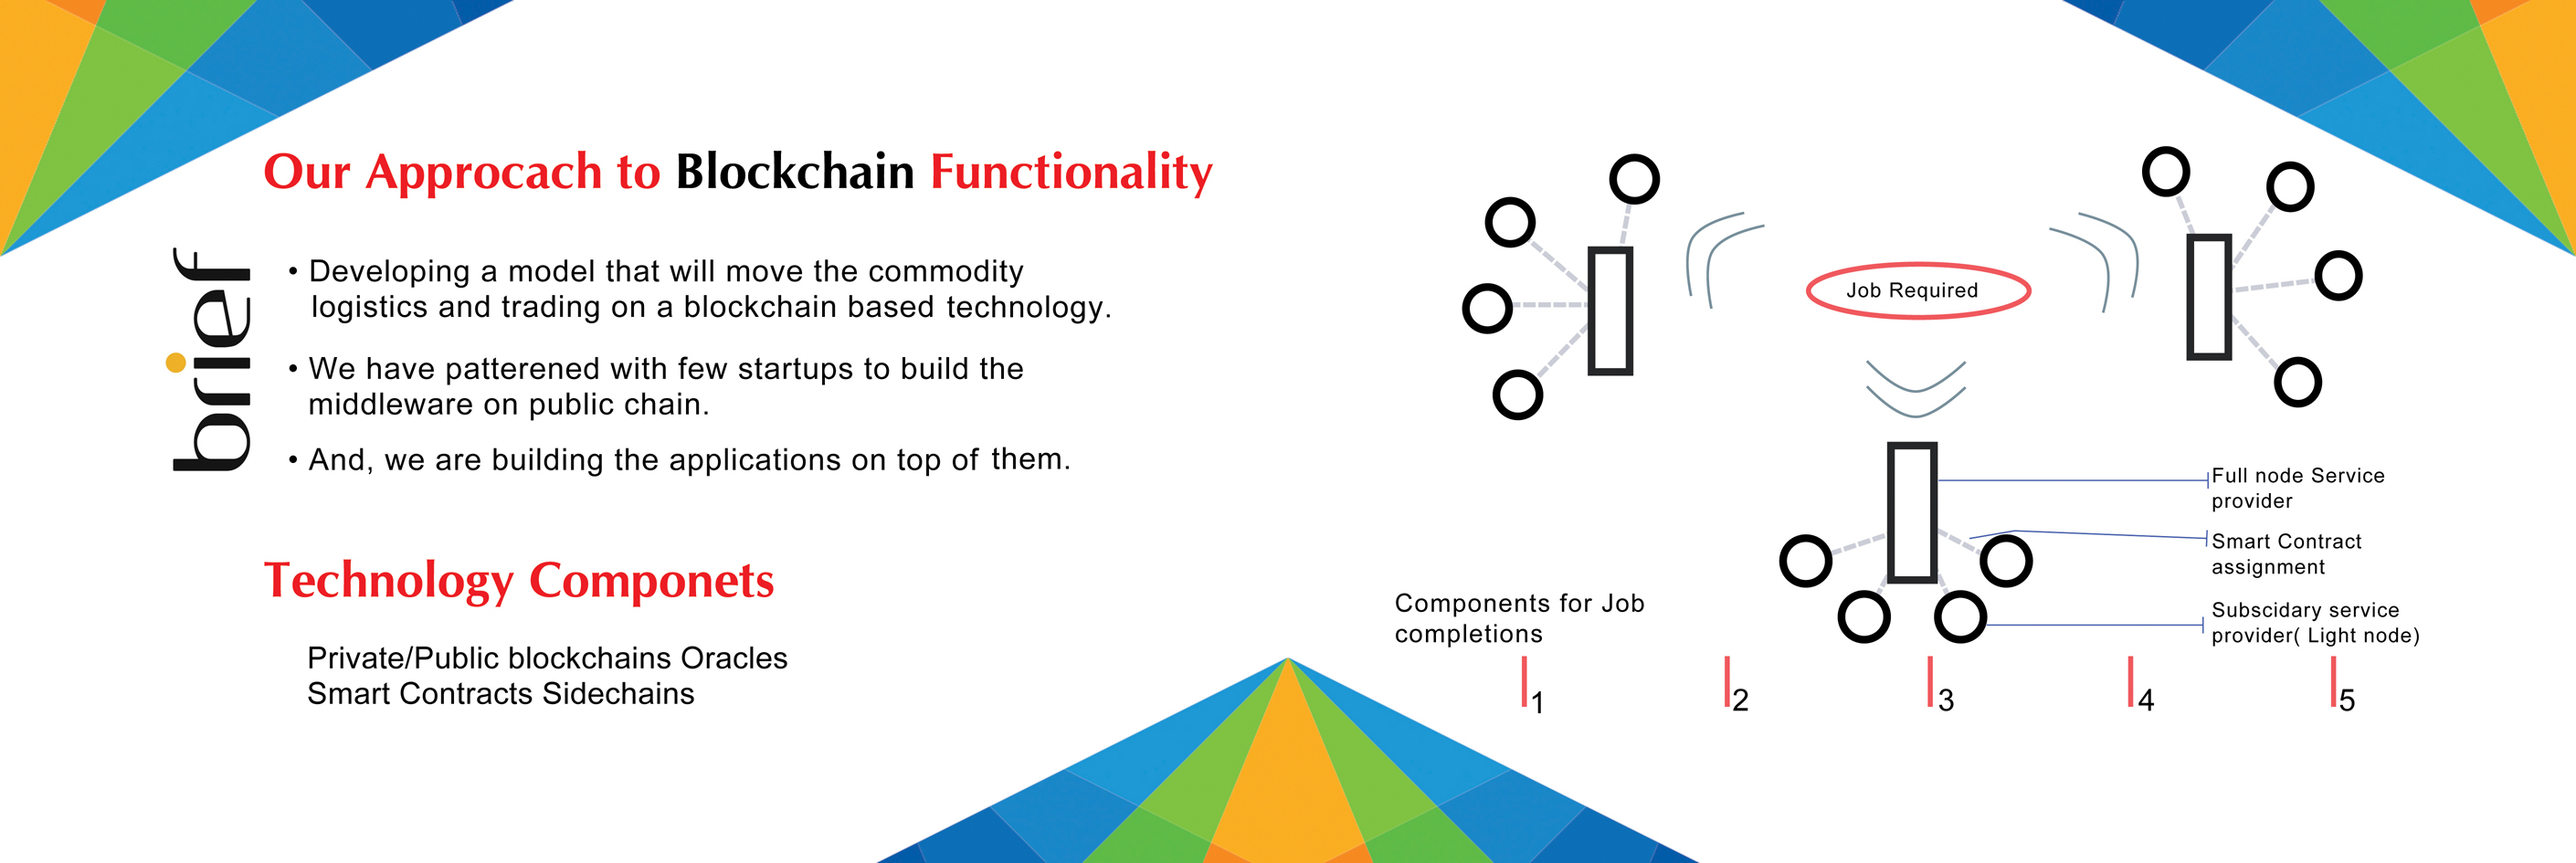 Our Approcach to Blockchain Functionality
brief
• Developing a model that will move the commodity
logistics and trading on a blockchain based technology.
• We have patterened with few startups to build the
middleware on public chain.
• And, we are building the applications on top of them.
Technology Componets
Private/Public blockchains Oracles
Smart Contracts Sidechains
Job Required
Full node Service
provider
Smart Contract
assignment
Subscidary service
provider( Light node)
Components for Job
completions
1 2 3 4 5